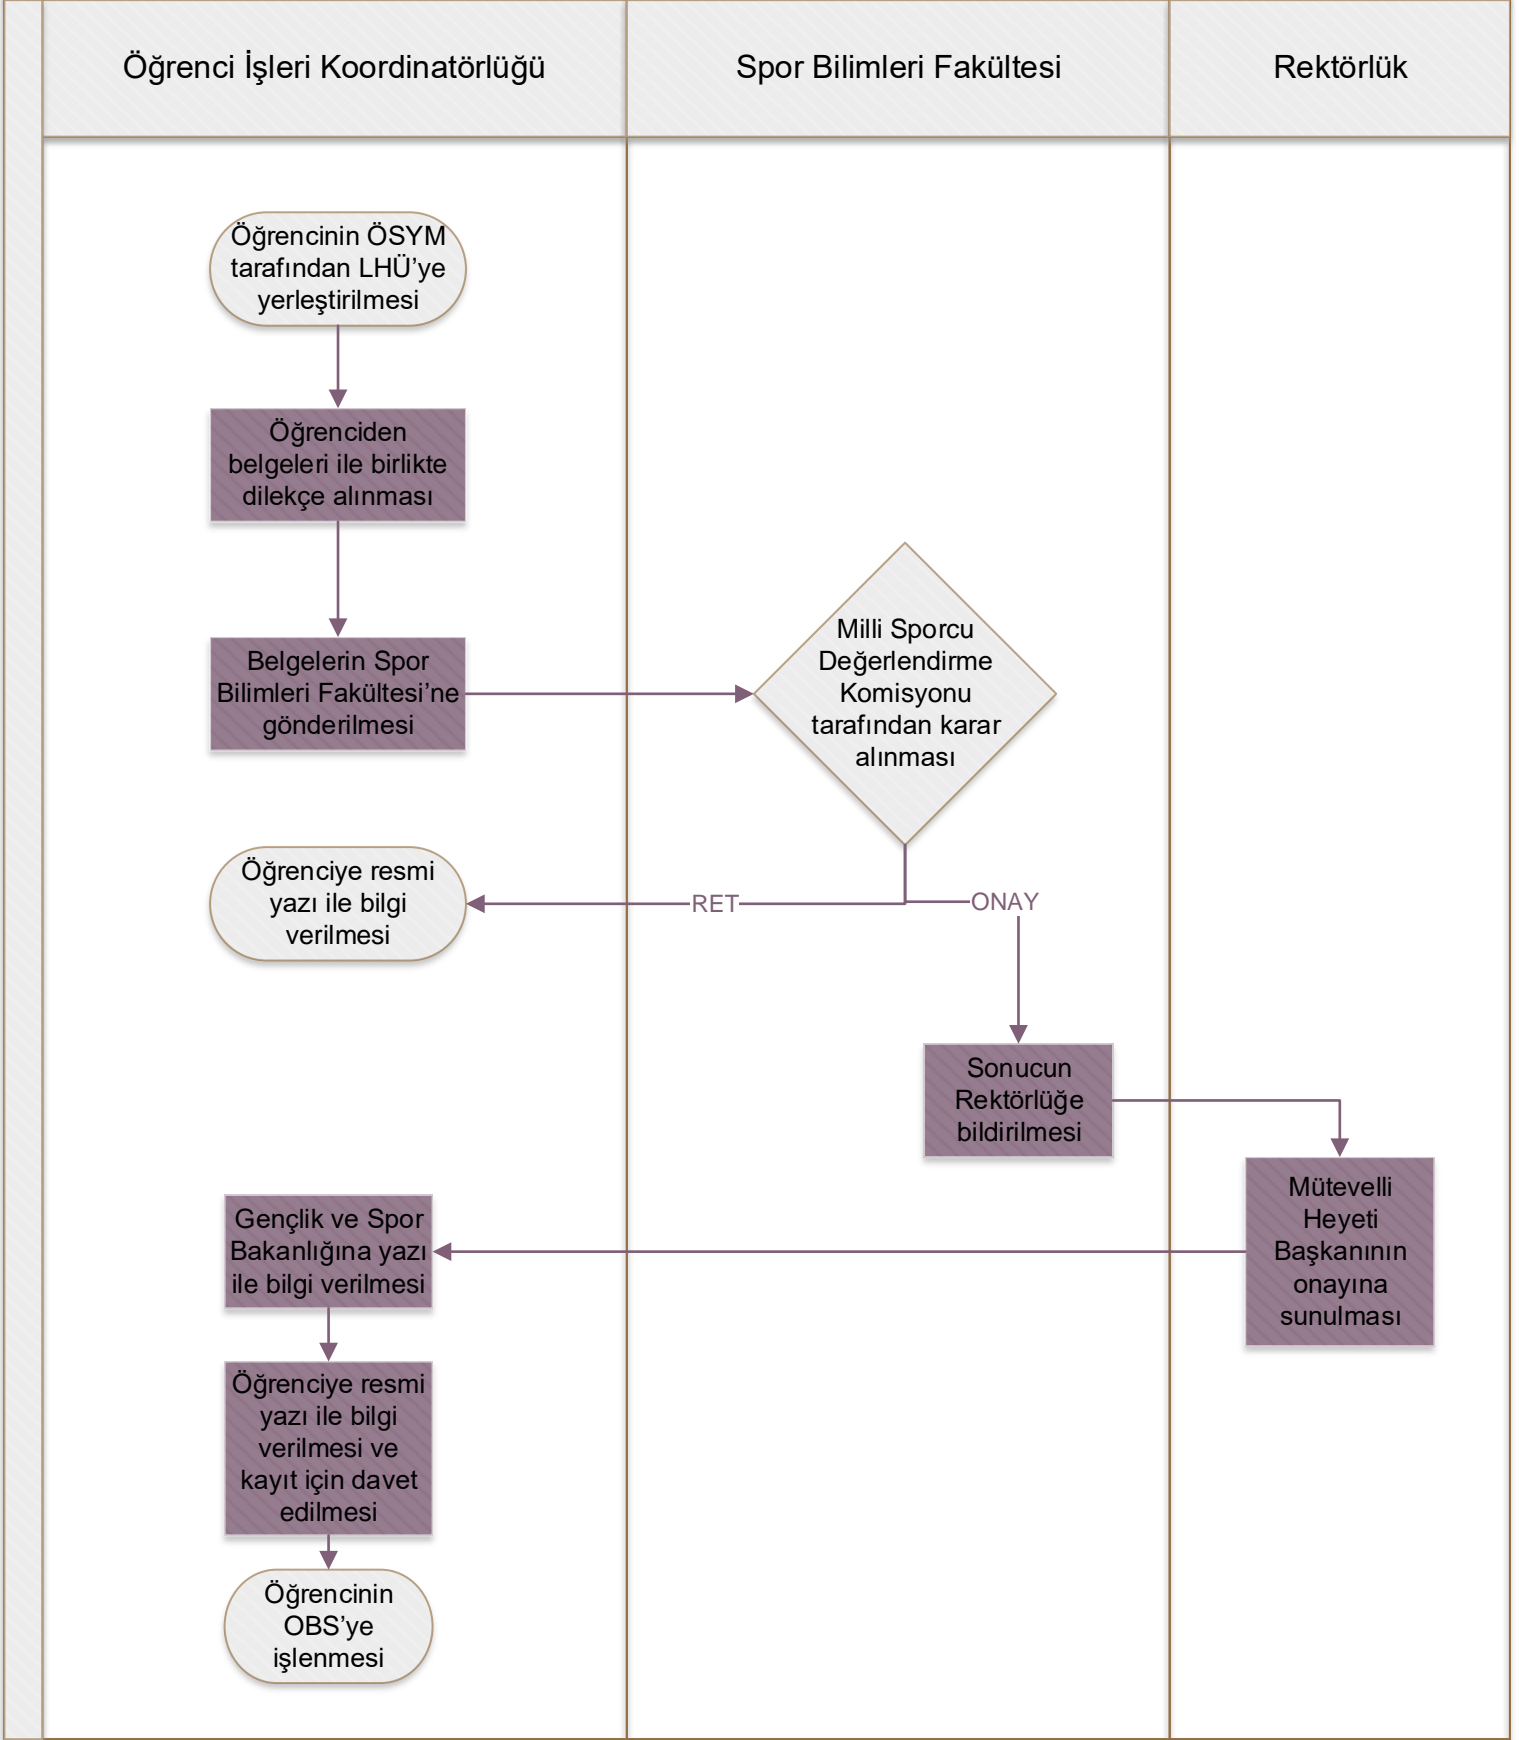 Öğrenci İşleri Koordinatörlüğü
Spor Bilimleri Fakültesi
Rektörlük
Öğrencinin ÖSYM
tarafından LHÜ’ye
yerleştirilmesi
Öğrenciden
belgeleri ile birlikte
dilekçe alınması
Belgelerin Spor
Bilimleri Fakültesi’ne
gönderilmesi
Milli Sporcu
Değerlendirme
Komisyonu
tarafından karar
alınması
Öğrenciye resmi
yazı ile bilgi
verilmesi
RET
ONAY
Sonucun
Rektörlüğe
bildirilmesi
Mütevelli
Heyeti
Başkanının
onayına
sunulması
Gençlik ve Spor
Bakanlığına yazı
ile bilgi verilmesi
Öğrenciye resmi
yazı ile bilgi
verilmesi ve
kayıt için davet
edilmesi
Öğrencinin
OBS’ye
işlenmesi